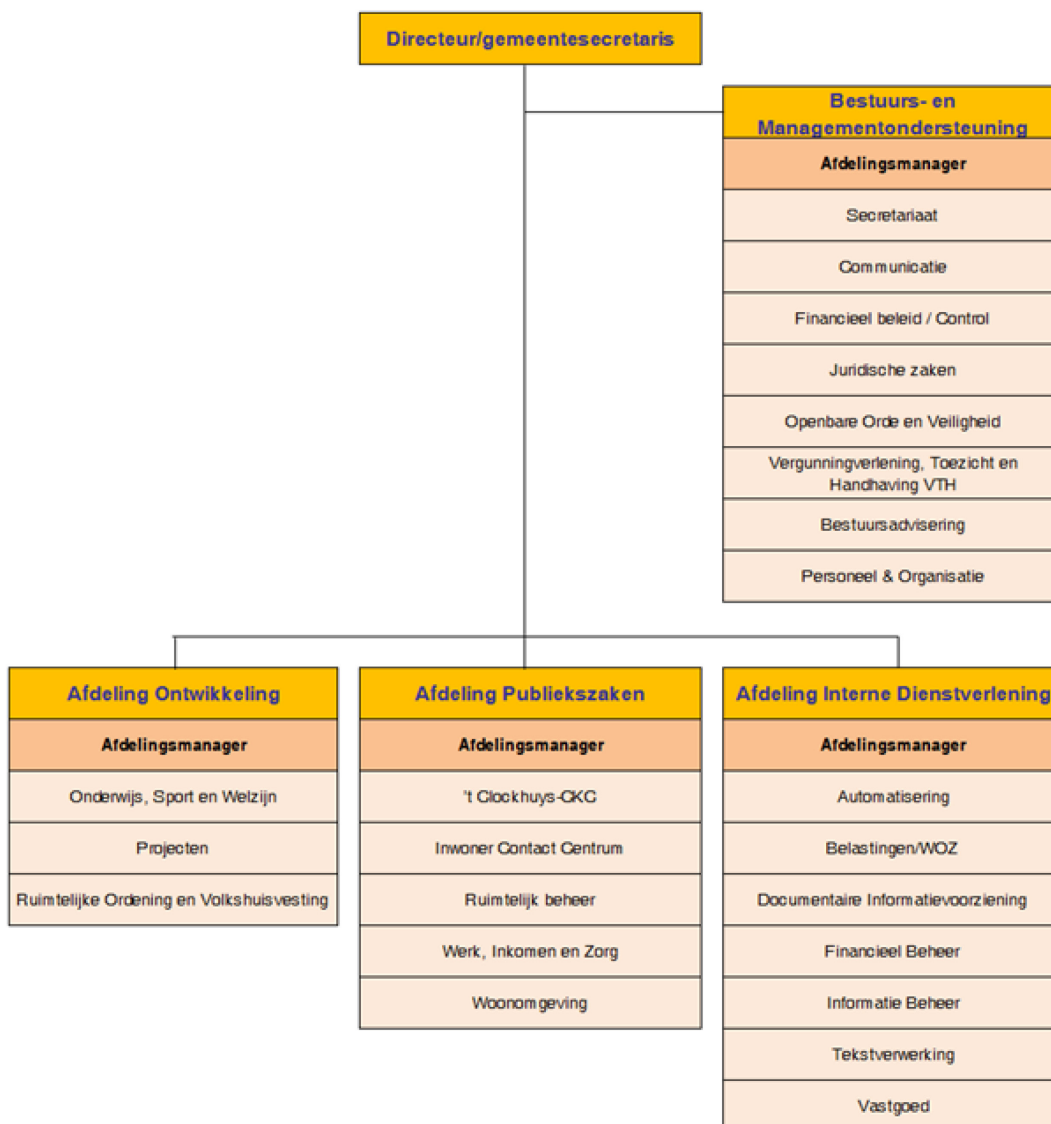 Directeur/gemeentesecretaris
Bestuurs- en
Managementondersteuning
Afdelingsmanager
Secretariaat
Communicatie
Financieel beleid / Control
Juridische zaken
Openbare Orde en Veiligheid
Vergunningverlening, Toezicht en
Handhaving VTH
Bestuursadvisering
Personeel & Organisatie
Afdeling Ontwikkeling
Afdelingsmanager
Onderwijs, Sport en Welzijn
Projecten
Ruimtelijke Ordening en Volkshuisvesting
Afdeling Publiekszaken
Afdelingsmanager
't Clockhuys-CKC
Inwoner Contact Centrum
Ruimtelijk beheer
Werk, Inkomen en Zorg
Woonomgeving
Afdeling Interne Dienstverlening
Afdelingsmanager
Automatisering
Belastingen/WOZ
Documentaire Informatievoorziening
Financieel Beheer
Informatie Beheer
Tekstverwerking
Vastgoed